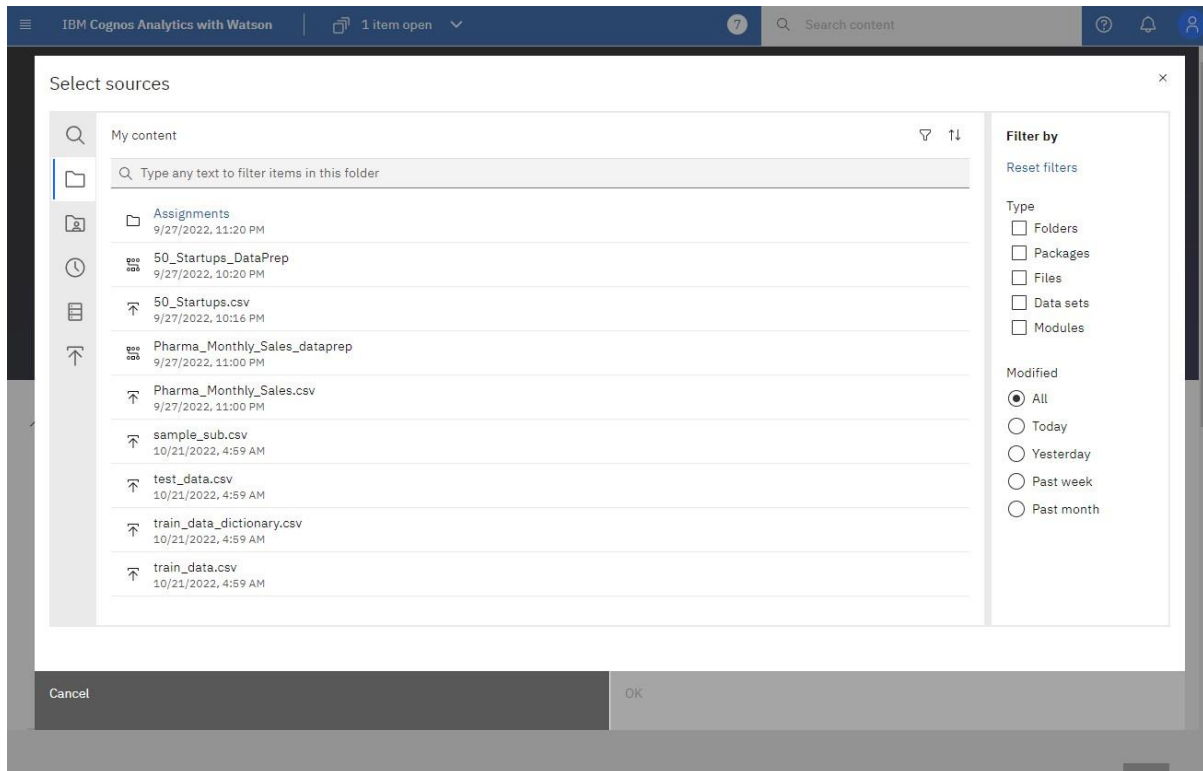 IBM Cognos Analytics with Watson
1 item open
7
Search content
Select sources
My content
Type any text to filter items in this folder
Assignments
9/27/2022, 11:20 PM
50_Startups_DataPrep
9/27/2022, 10:20 PM
50_Startups.csv
9/27/2022, 10:16 PM
Pharma_Monthly_Sales_dataprep
9/27/2022, 11:00 PM
Pharma_Monthly_Sales.csv
9/27/2022, 11:00 PM
sample_sub.csv
10/21/2022, 4:59 AM
test_data.csv
10/21/2022, 4:59 AM
train_data_dictionary.csv
10/21/2022, 4:59 AM
train_data.csv
10/21/2022, 4:59 AM
Filter by
Reset filters
Type
Folders
Packages
Files
Data sets
Modules
Modified
All
Today
Yesterday
Past week
Past month
Cancel
OK